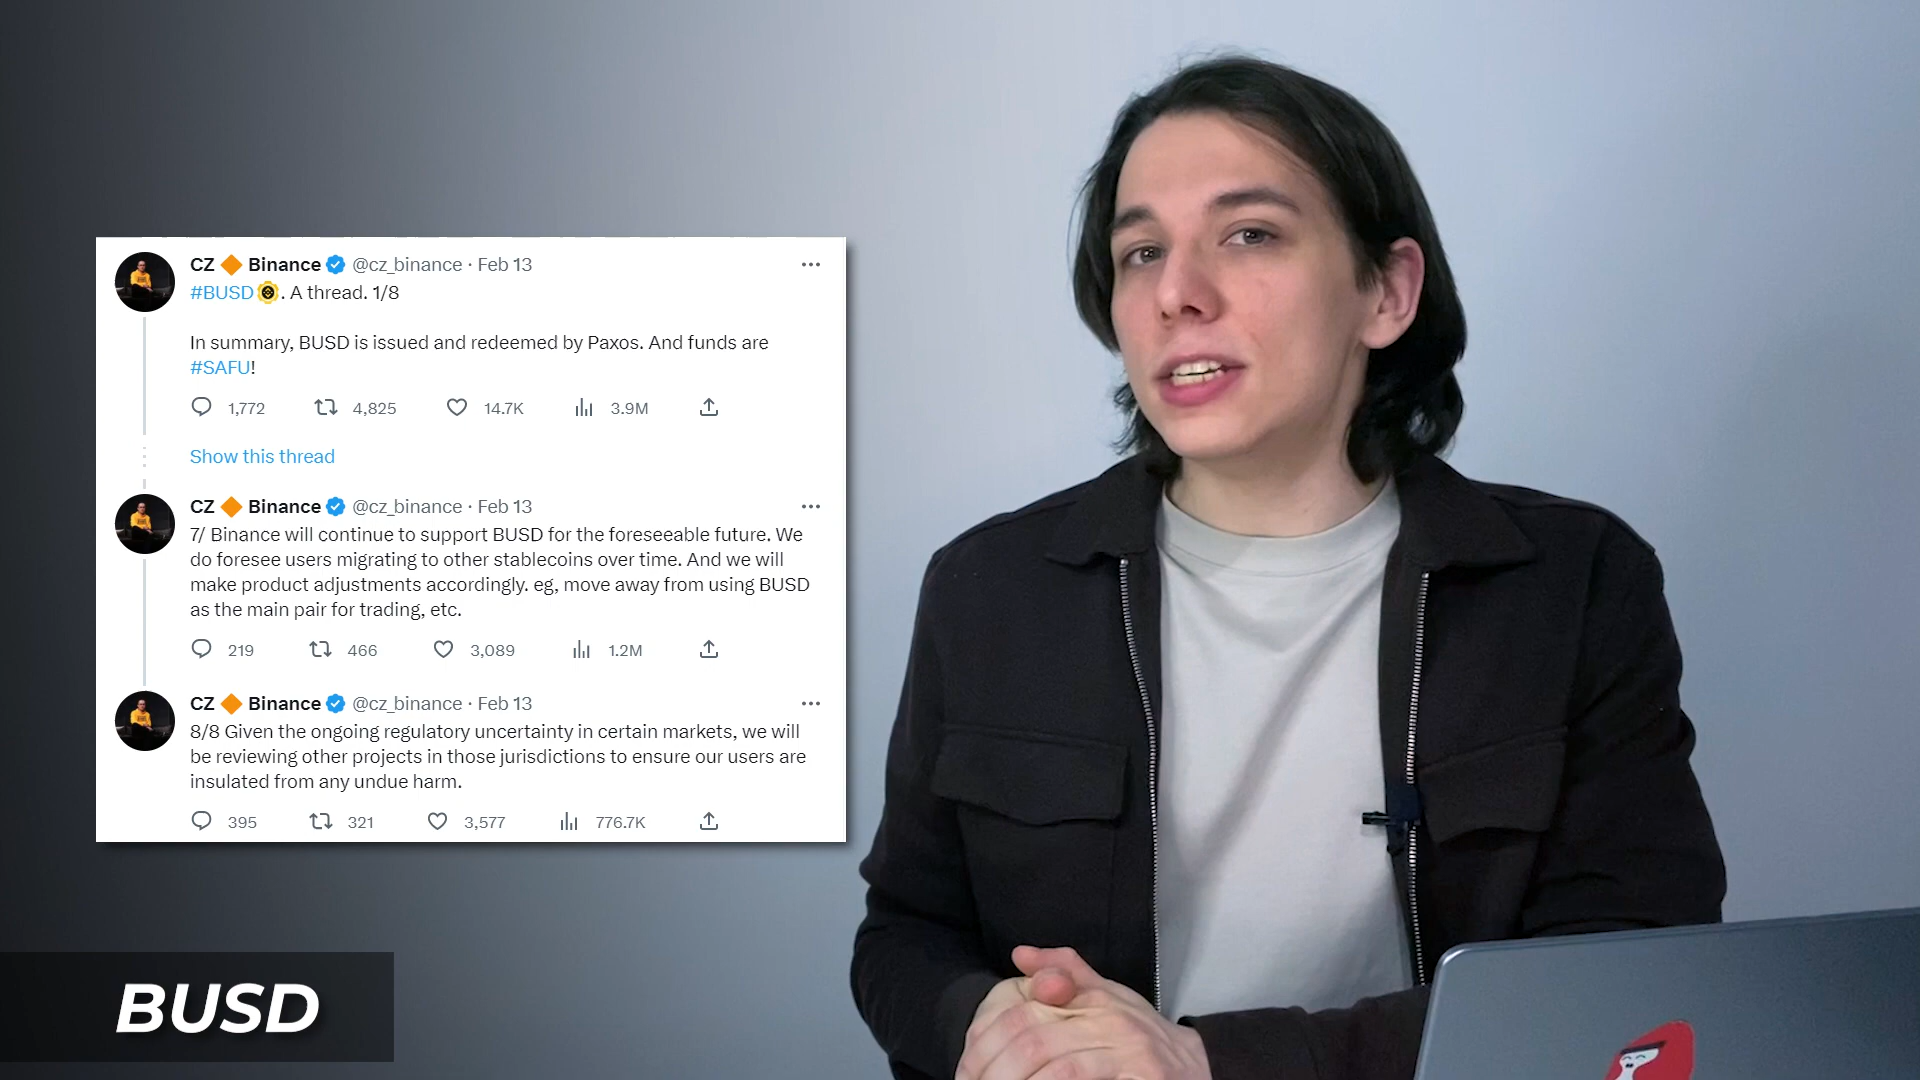 CZ 🔶 Binance @cz_binance · Feb 13
#BUSD. A thread. 1/8
In summary, BUSD is issued and redeemed by Paxos. And funds are
#SAFU!
1,772 4,825 14.7K 3.9M
Show this thread
CZ 🔶 Binance @cz_binance · Feb 13
7/ Binance will continue to support BUSD for the foreseeable future. We
do foresee users migrating to other stablecoins over time. And we will
make product adjustments accordingly. eg, move away from using BUSD
as the main pair for trading, etc.
219 466 3,089 1.2M
CZ 🔶 Binance @cz_binance · Feb 13
8/8 Given the ongoing regulatory uncertainty in certain markets, we will
be reviewing other projects in those jurisdictions to ensure our users are
insulated from any undue harm.
395 321 3,577 776.7K
BUSD